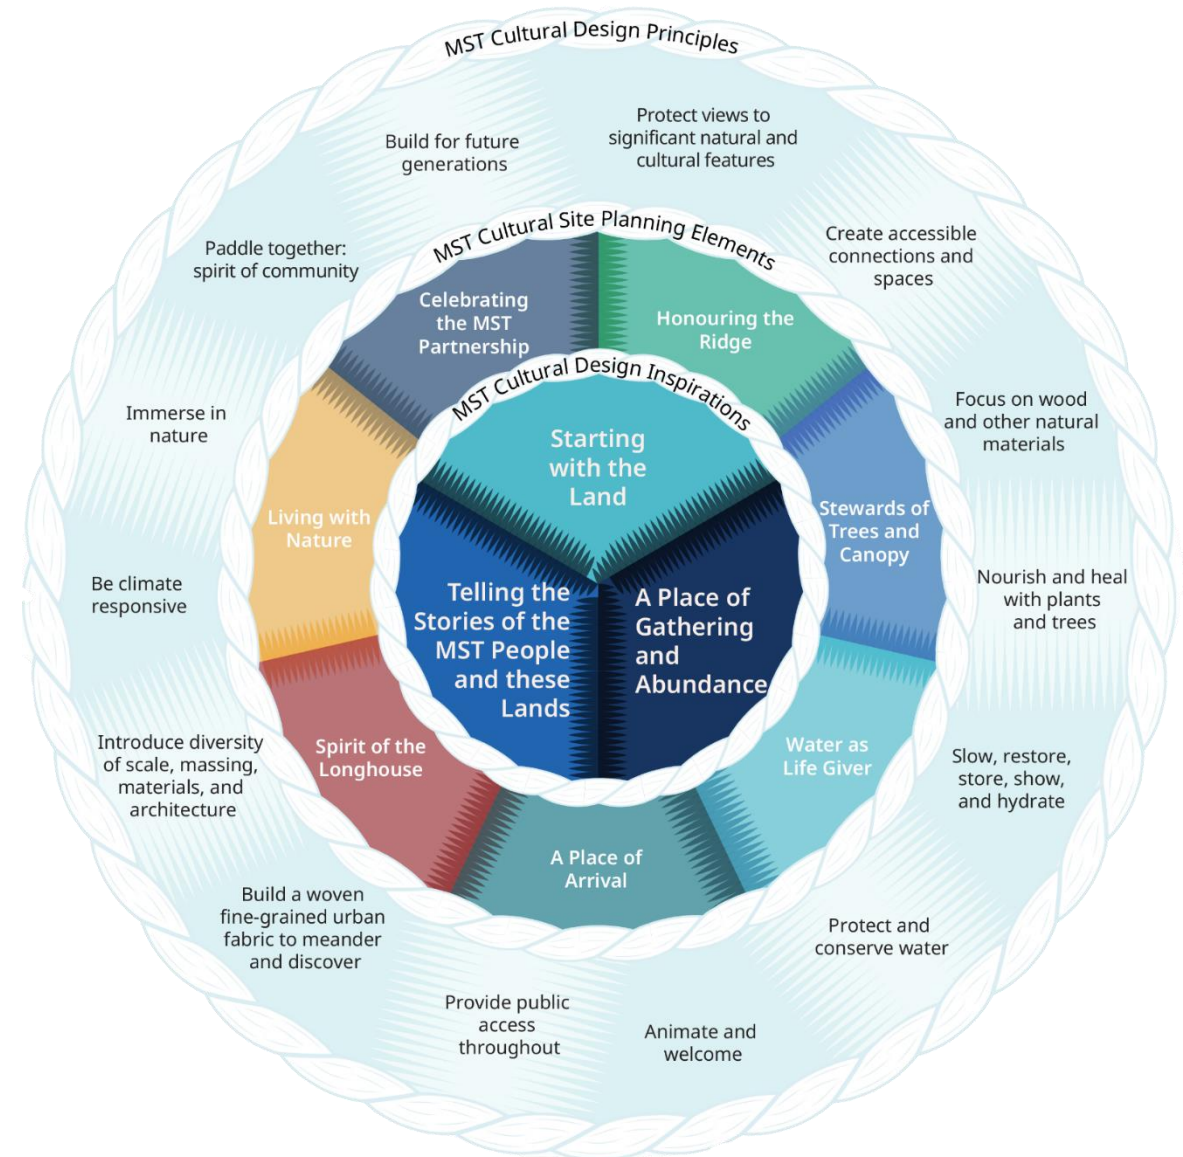 MST Cultural Design Principles
Protect views to
significant natural and
cultural features
Create accessible
connections and
spaces
Focus on wood
and other natural
materials
Nourish and heal
with plants
and trees
Slow, restore,
store, show,
and hydrate
Protect and
conserve water
Animate and
welcome
Provide public
access
throughout
Build a woven
fine-grained urban
fabric to meander
and discover
Introduce diversity
of scale, massing,
materials, and
architecture
Be climate
responsive
Immerse in
nature
Paddle together:
spirit of community
Build for future
generations
MST Cultural Site Planning Elements
Honouring the
Ridge
Stewards of
Trees and
Canopy
Water as
Life Giver
A Place of
Arrival
Spirit of the
Longhouse
Living with
Nature
Celebrating
the MST
Partnership
MST Cultural Design Inspirations
Starting
with the
Land
A Place of
Gathering
and
Abundance
Telling the
Stories of the
MST People
and these
Lands